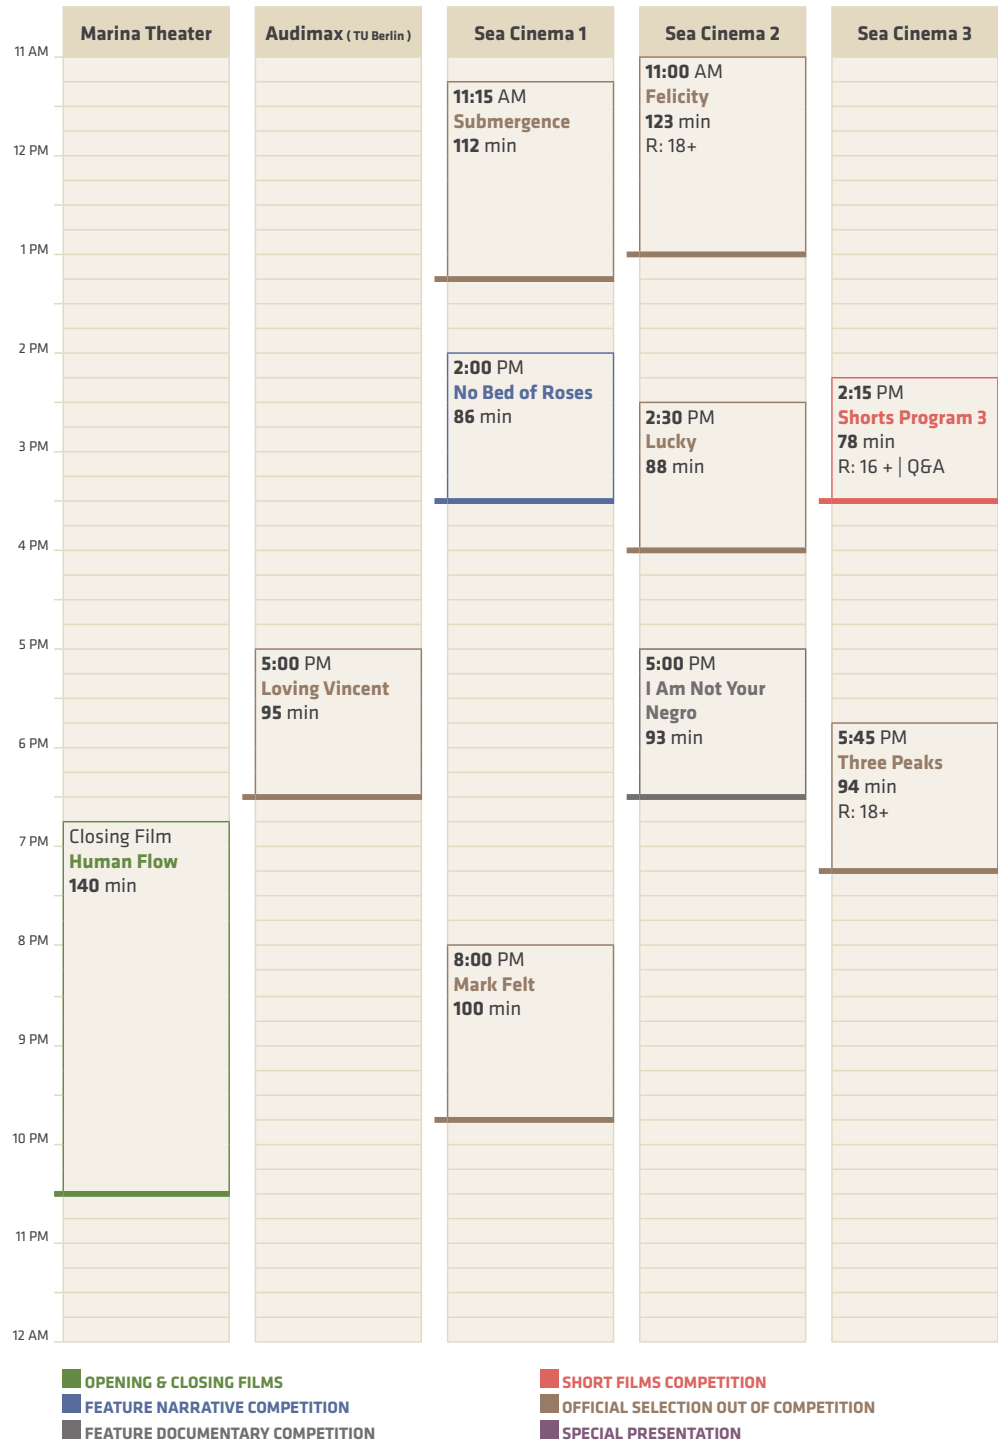 Marina Theater
Audimax ( TU Berlin )
Sea Cinema 1
Sea Cinema 2
Sea Cinema 3
11 AM
12 PM
1 PM
2 PM
3 PM
4 PM
5 PM
6 PM
7 PM
8 PM
9 PM
10 PM
11 PM
12 AM
Closing Film
Human Flow
140 min
5:00 PM
Loving Vincent
95 min
11:15 AM
Submergence
112 min
2:00 PM
No Bed of Roses
86 min
8:00 PM
Mark Felt
100 min
11:00 AM
Felicity
123 min
R: 18+
2:30 PM
Lucky
88 min
5:00 PM
I Am Not Your
Negro
93 min
2:15 PM
Shorts Program 3
78 min
R: 16 + | Q&A
5:45 PM
Three Peaks
94 min
R: 18+
OPENING & CLOSING FILMS
FEATURE NARRATIVE COMPETITION
FEATURE DOCUMENTARY COMPETITION
SHORT FILMS COMPETITION
OFFICIAL SELECTION OUT OF COMPETITION
SPECIAL PRESENTATION